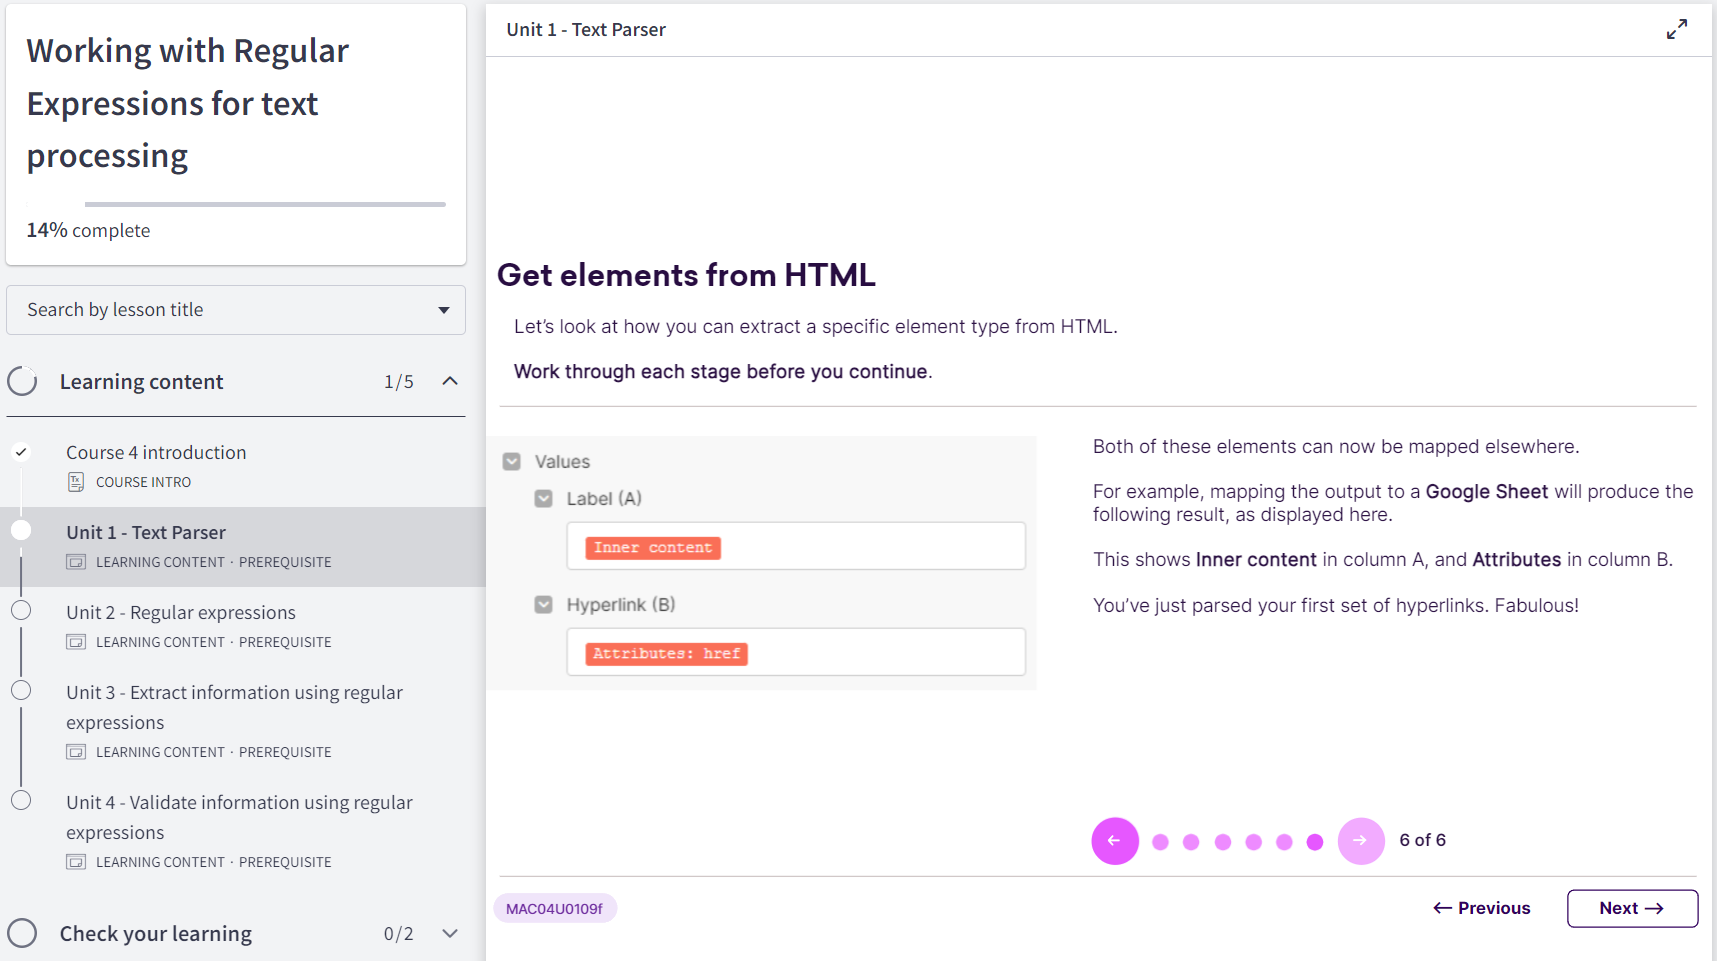 Working with Regular
Expressions for text
processing
14% complete
Search by lesson title
Learning content 1/5
Course 4 introduction
COURSE INTRO
Unit 1 - Text Parser
LEARNING CONTENT · PREREQUISITE
Unit 2 - Regular expressions
LEARNING CONTENT · PREREQUISITE
Unit 3 - Extract information using regular
expressions
LEARNING CONTENT · PREREQUISITE
Unit 4 - Validate information using regular
expressions
LEARNING CONTENT · PREREQUISITE
Check your learning 0/2
Unit 1 - Text Parser
Get elements from HTML
Let’s look at how you can extract a specific element type from HTML.
Work through each stage before you continue.
Values
Label (A)
Inner content
Hyperlink (B)
Attributes: href
Both of these elements can now be mapped elsewhere.
For example, mapping the output to a Google Sheet will produce the
following result, as displayed here.
This shows Inner content in column A, and Attributes in column B.
You’ve just parsed your first set of hyperlinks. Fabulous!
6 of 6
MAC04U0109f
← Previous
Next →